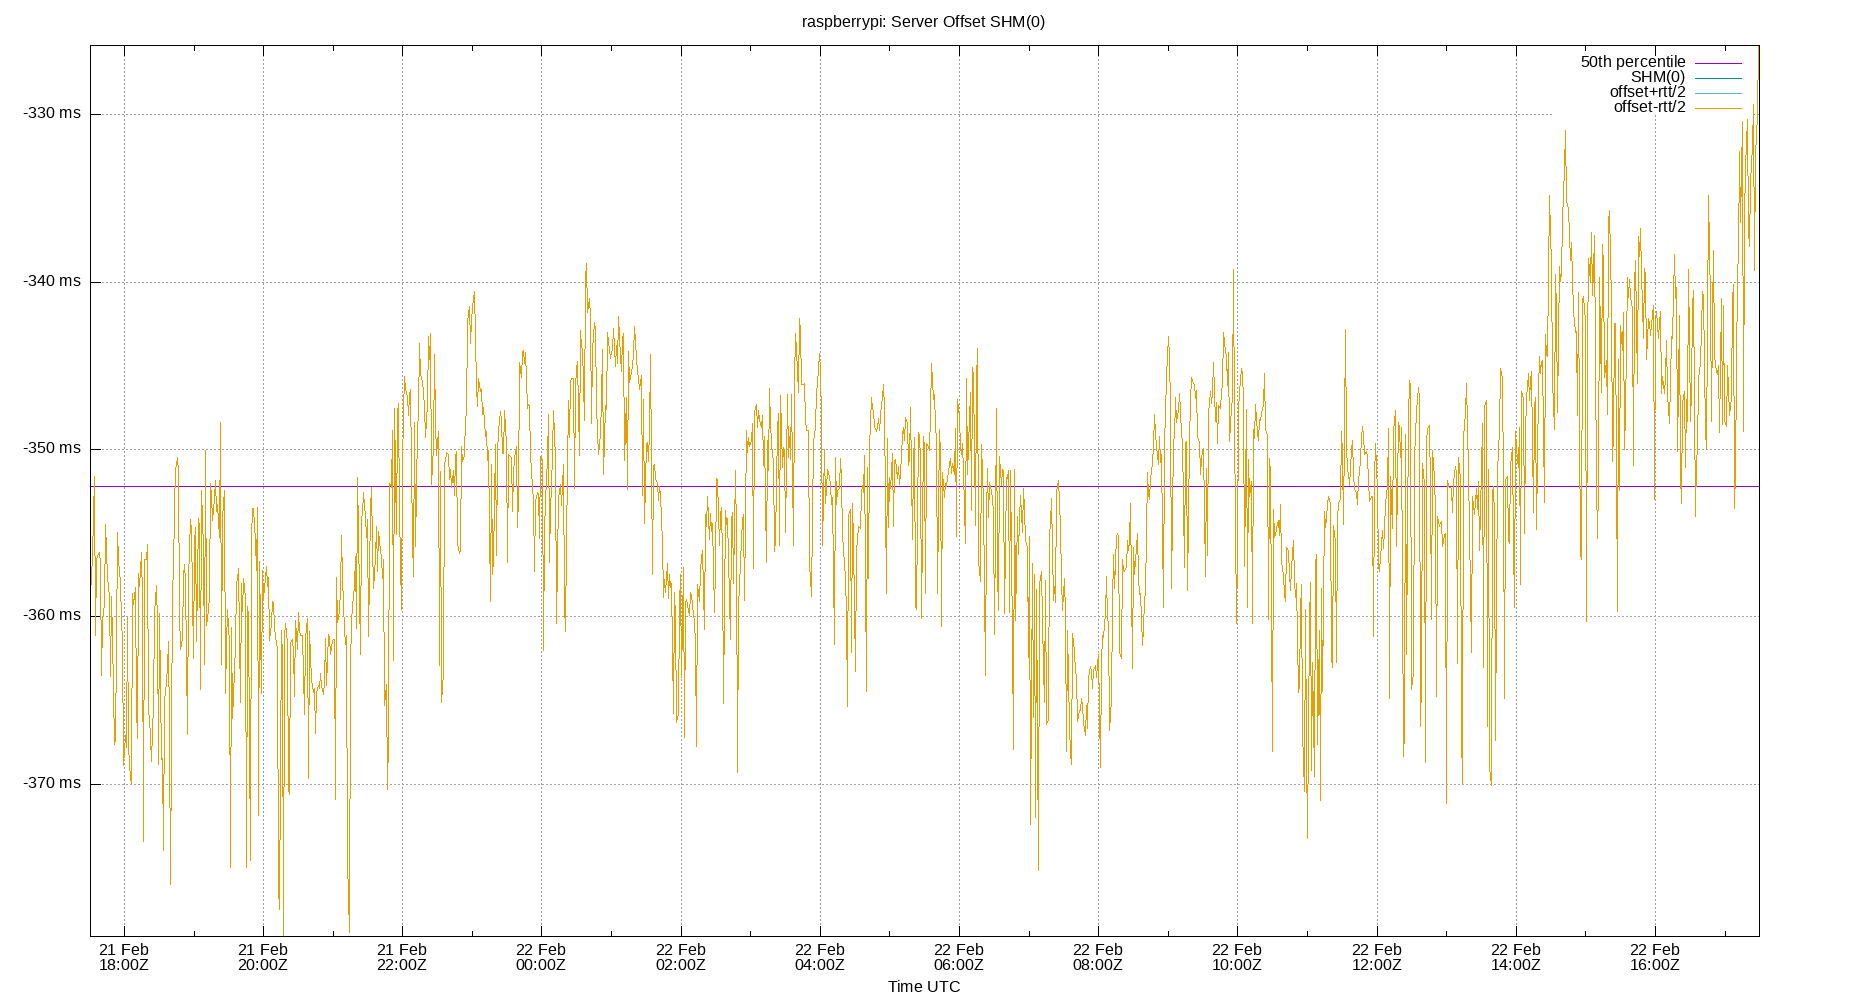 raspberrypi: Server Offset SHM(0)
50th percentile
SHM(0)
offset+rtt/2
offset-rtt/2
-330 ms
-340 ms
-350 ms
-360 ms
-370 ms
21 Feb 21 Feb 21 Feb 22 Feb 22 Feb 22 Feb 22 Feb 22 Feb 22 Feb 22 Feb 22 Feb 22 Feb
18:00Z 20:00Z 22:00Z 00:00Z 02:00Z 04:00Z 06:00Z 08:00Z 10:00Z 12:00Z 14:00Z 16:00Z
Time UTC